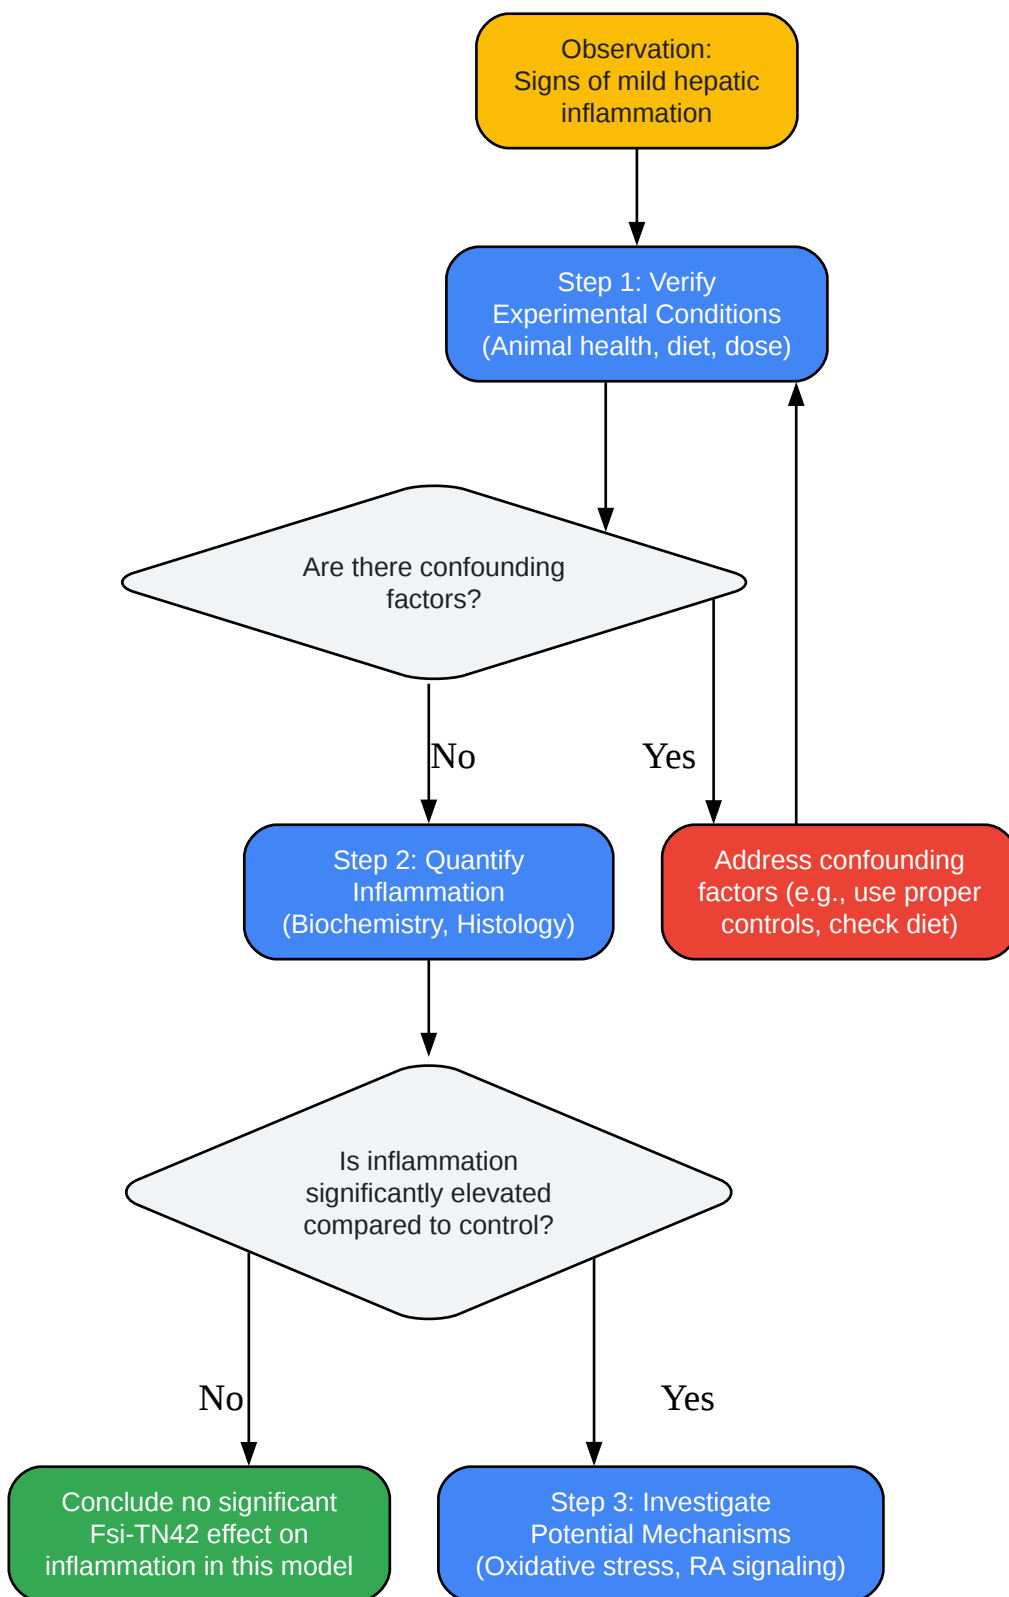 Observation:
Signs of mild hepatic
inflammation
Step 1: Verify
Experimental Conditions
(Animal health, diet, dose)
Are there confounding
factors?
No
Yes
Step 2: Quantify
Inflammation
(Biochemistry, Histology)
Address confounding
factors (e.g., use proper
controls, check diet)
Is inflammation
significantly elevated
compared to control?
No
Yes
Conclude no significant
Fsi-TN42 effect on
inflammation in this model
Step 3: Investigate
Potential Mechanisms
(Oxidative stress, RA signaling)